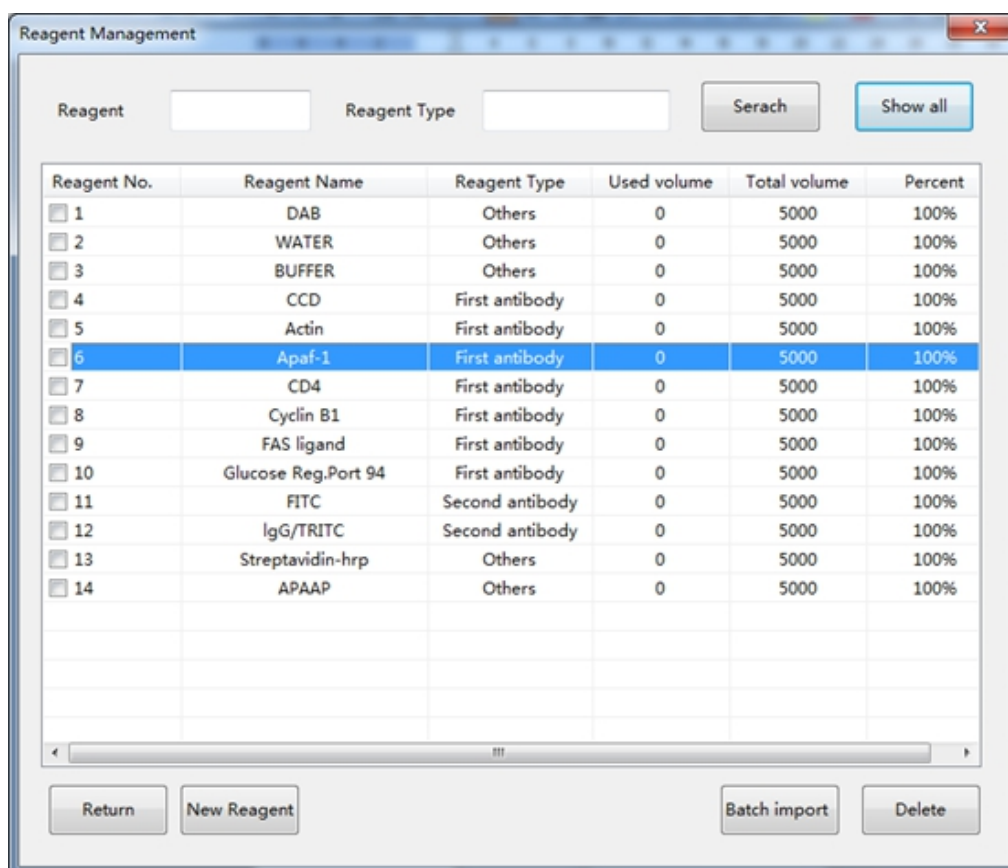 Reagent Management
Reagent Reagent Type Serach Show all
Reagent No. Reagent Name Reagent Type Used volume Total volume Percent
1 DAB Others 0 5000 100%
2 WATER Others 0 5000 100%
3 BUFFER Others 0 5000 100%
4 CCD First antibody 0 5000 100%
5 Actin First antibody 0 5000 100%
6 Apaf-1 First antibody 0 5000 100%
7 CD4 First antibody 0 5000 100%
8 Cyclin B1 First antibody 0 5000 100%
9 FAS ligand First antibody 0 5000 100%
10 Glucose Reg.Port 94 First antibody 0 5000 100%
11 FITC Second antibody 0 5000 100%
12 lgG/TRITC Second antibody 0 5000 100%
13 Streptavidin-hrp Others 0 5000 100%
14 APAAP Others 0 5000 100%
Return New Reagent Batch import Delete